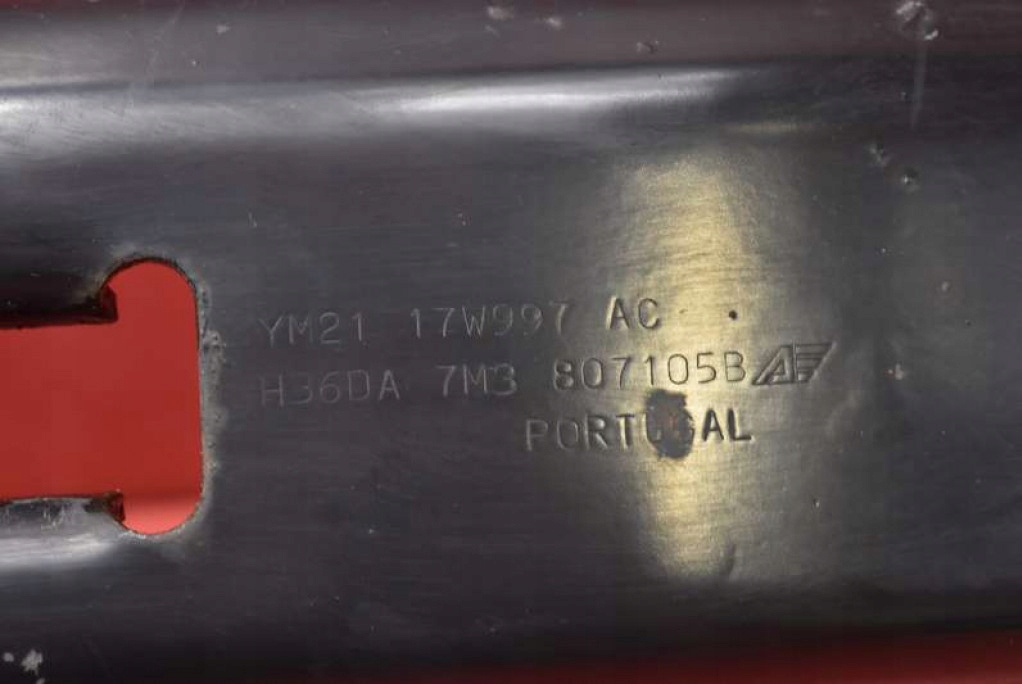 YM21 17W997 AC
H36DA 7M3 807105B
PORTUGAL